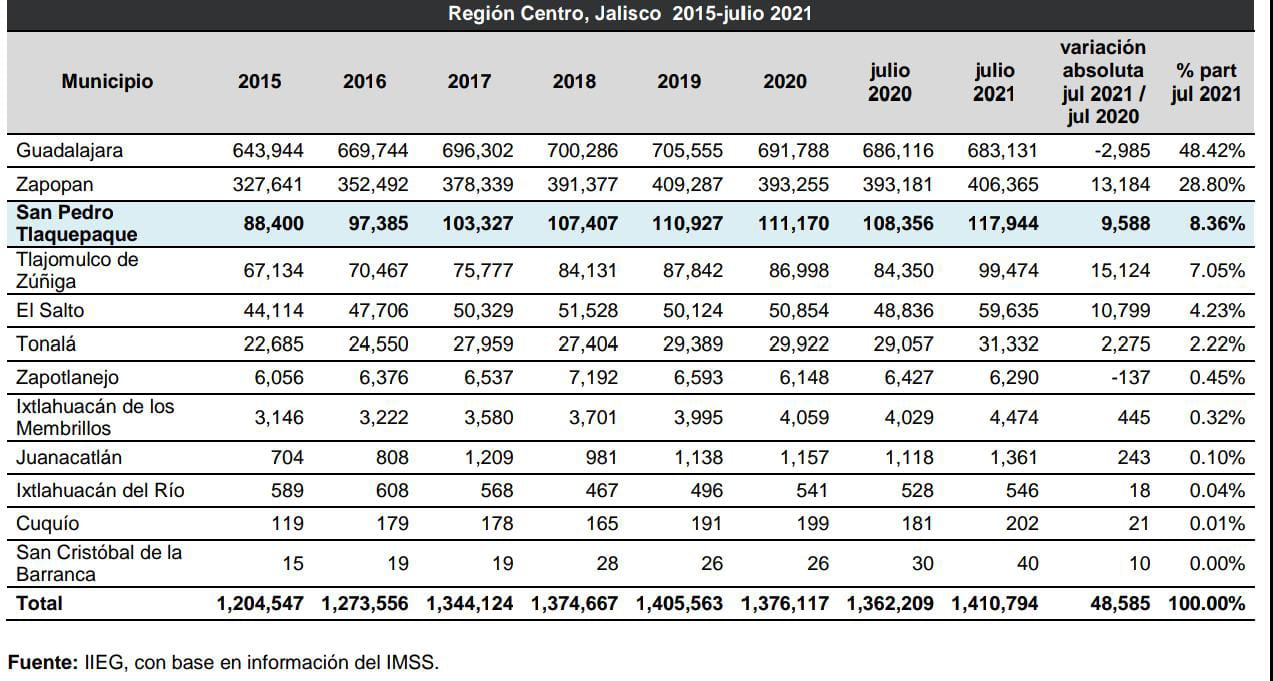 Región Centro, Jalisco 2015-julio 2021
Municipio 2015 2016 2017 2018 2019 2020 julio 2020 julio 2021 variación absoluta jul 2021 / jul 2020 % part jul 2021
Guadalajara 643,944 669,744 696,302 700,286 705,555 691,788 686,116 683,131 -2,985 48.42%
Zapopan 327,641 352,492 378,339 391,377 409,287 393,255 393,181 406,365 13,184 28.80%
San Pedro Tlaquepaque 88,400 97,385 103,327 107,407 110,927 111,170 108,356 117,944 9,588 8.36%
Tlajomulco de Zúñiga 67,134 70,467 75,777 84,131 87,842 86,998 84,350 99,474 15,124 7.05%
El Salto 44,114 47,706 50,329 51,528 50,124 50,854 48,836 59,635 10,799 4.23%
Tonalá 22,685 24,550 27,959 27,404 29,389 29,922 29,057 31,332 2,275 2.22%
Zapotlanejo 6,056 6,376 6,537 7,192 6,593 6,148 6,427 6,290 -137 0.45%
Ixtlahuacán de los Membrillos 3,146 3,222 3,580 3,701 3,995 4,059 4,029 4,474 445 0.32%
Juanacatlán 704 808 1,209 981 1,138 1,157 1,118 1,361 243 0.10%
Ixtlahuacán del Río 589 608 568 467 496 541 528 546 18 0.04%
Cuquío 119 179 178 165 191 199 181 202 21 0.01%
San Cristóbal de la Barranca 15 19 19 28 26 26 30 40 10 0.00%
Total 1,204,547 1,273,556 1,344,124 1,374,667 1,405,563 1,376,117 1,362,209 1,410,794 48,585 100.00%
Fuente: IIEG, con base en información del IMSS.